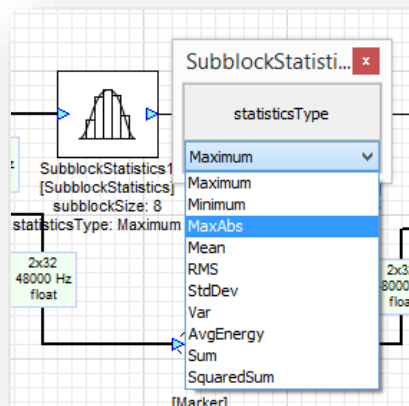 SubblockStatisti... x
statisticsType
Maximum
Maximum
Minimum
MaxAbs
Mean
RMS
StdDev
Var
AvgEnergy
Sum
SquaredSum
SubblockStatistics1
[SubblockStatistics]
subblockSize: 8
statisticsType: Maximum
2x32
48000 Hz
float
float
[Marker]